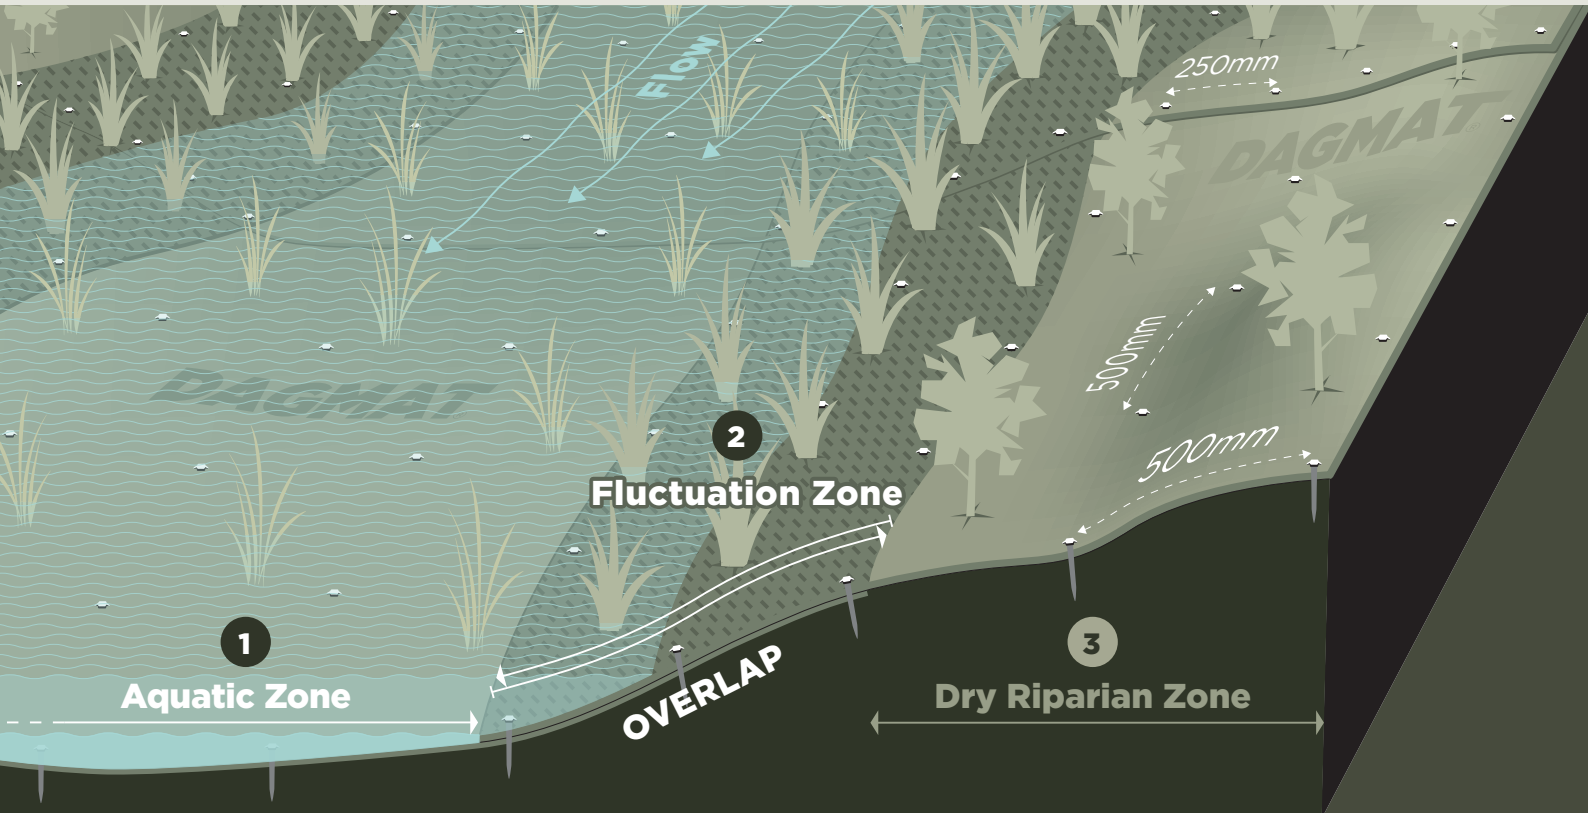 Flow
250mm
DAGMAT
500mm
DAGMAT
2
500mm
Fluctuation Zone
1
3
OVERLAP
Aquatic Zone
Dry Riparian Zone